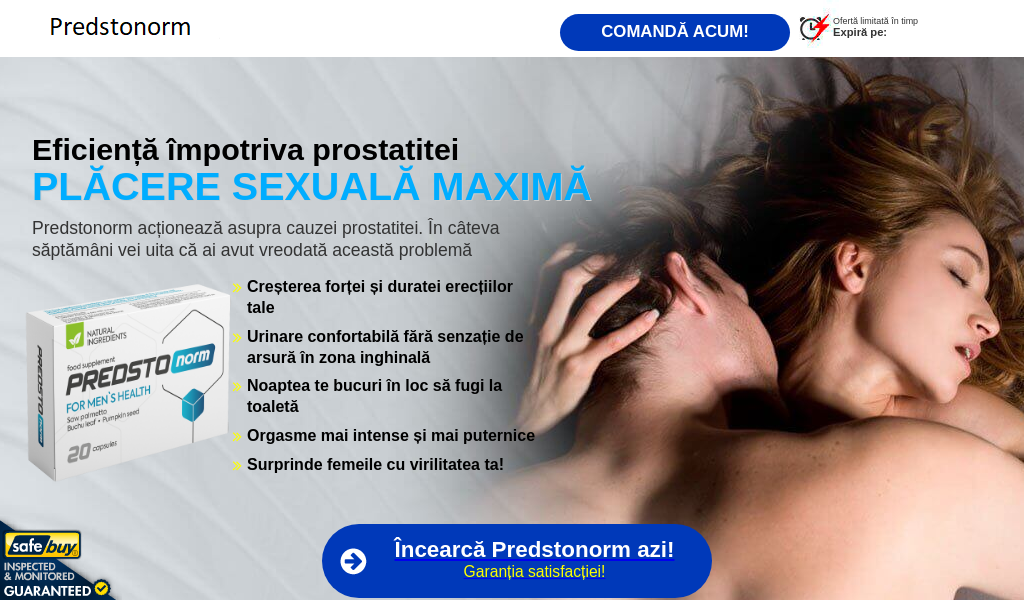 Predstonorm
COMANDĂ ACUM!
Ofertă limitată în timp
Expiră pe:
Eficiență împotriva prostatitei
PLĂCERE SEXUALĂ MAXIMĂ
Predstonorm acționează asupra cauzei prostatitei. În câteva
săptămâni vei uita că ai avut vreodată această problemă
» Creșterea forței și duratei erecțiilor
tale
» Urinare confortabilă fără senzație de
arsură în zona inghinală
» Noaptea te bucuri în loc să fugi la
toaletă
» Orgasme mai intense și mai puternice
» Surprinde femeile cu virilitatea ta!
NATURAL
INGREDIENTS
food supplement
PREDSTO norm
FOR MEN'S HEALTH
Saw palmetto
Buchu leaf • Pumpkin seed
20 capsules
PREDSTO norm
Încearcă Predstonorm azi!
Garanția satisfacției!
safe buy
INSPECTED
& MONITORED
GUARANTEED